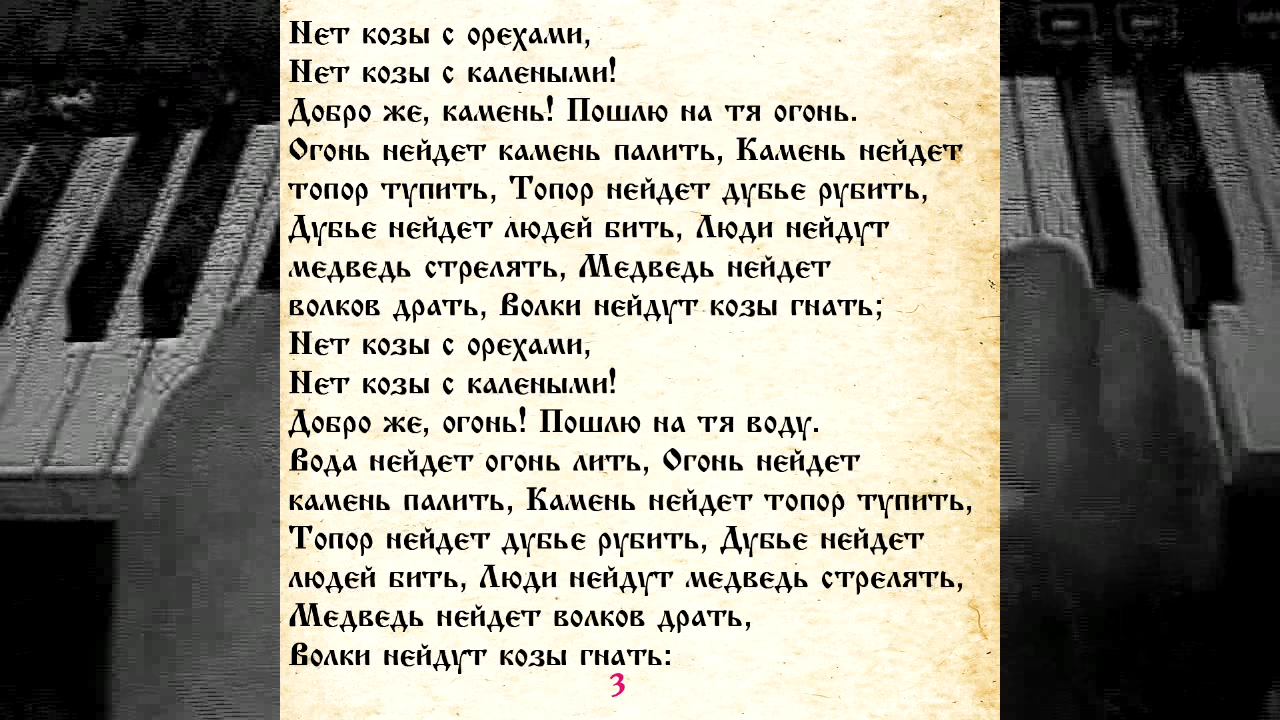 Нет козы с орехами,
Нет козы с калеными!
Добро же, камень! Пошлю на тя огонь.
Огонь нейдет камень палить, Камень нейдет
топор тупить, Топор нейдет дубье рубить,
Дубье нейдет людей бить, Люди нейдут
медведь стрелять, Медведь нейдет
волков драть, Волки нейдут козы гнать;
Нет козы с орехами,
Нет козы с калеными!
Добро же, огонь! Пошлю на тя воду.
Вода нейдет огонь лить, Огонь нейдет
камень палить, Камень нейдет топор тупить,
Топор нейдет дубье рубить, Дубье нейдет
людей бить, Люди нейдут медведь стрелять,
Медведь нейдет волков драть,
Волки нейдут козы гнать:
3